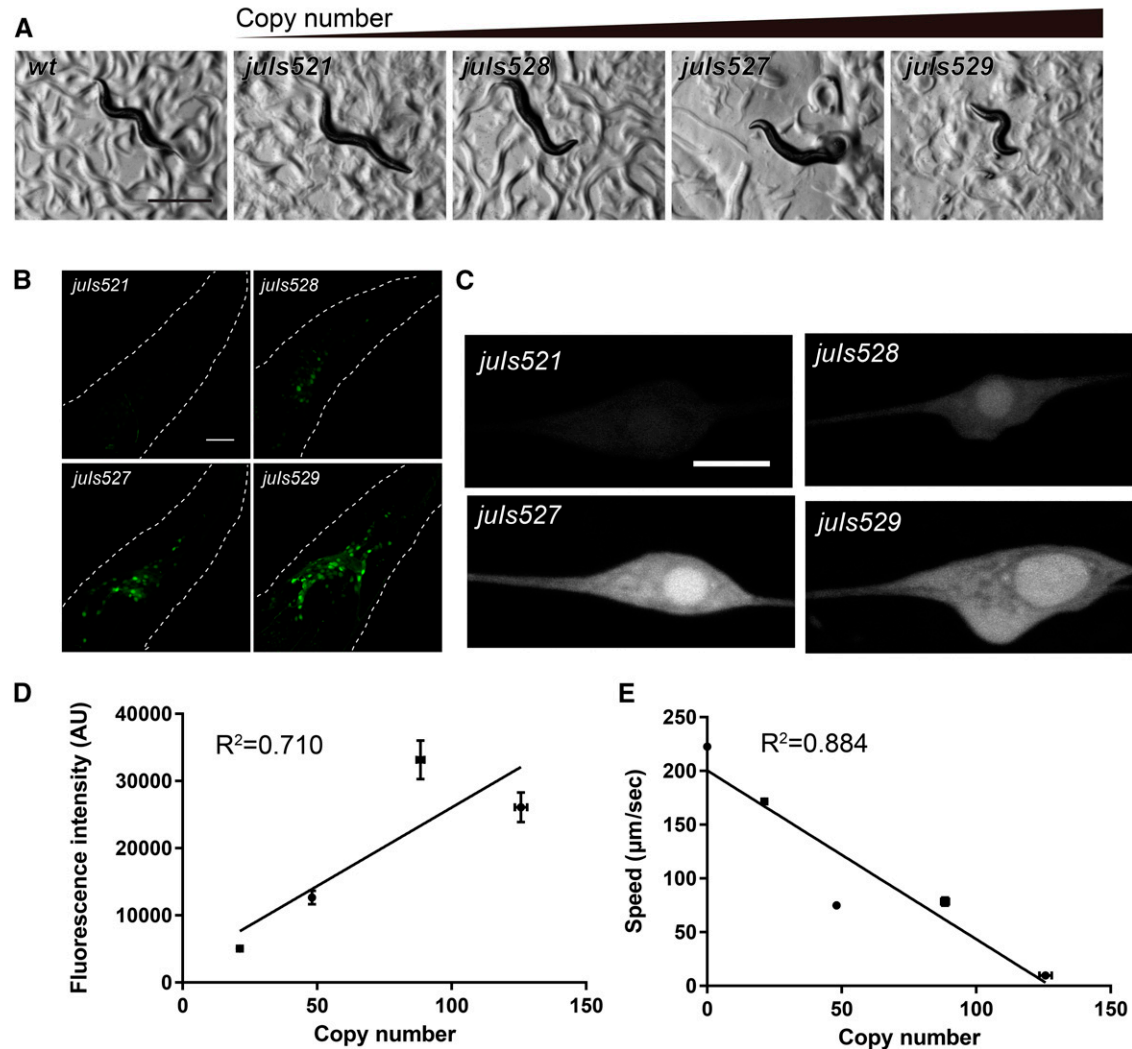 Copy number
A
wt
juIs521
juIs528
juIs527
juIs529
B
juIs521
juIs528
juIs527
juIs529
C
juIs521
juIs528
juIs527
juIs529
D
R²=0.710
Fluorescence intensity (AU)
40000
30000
20000
10000
0
0 50 100 150
Copy number
E
R²=0.884
Speed (µm/sec)
250
200
150
100
50
0
0 50 100 150
Copy number